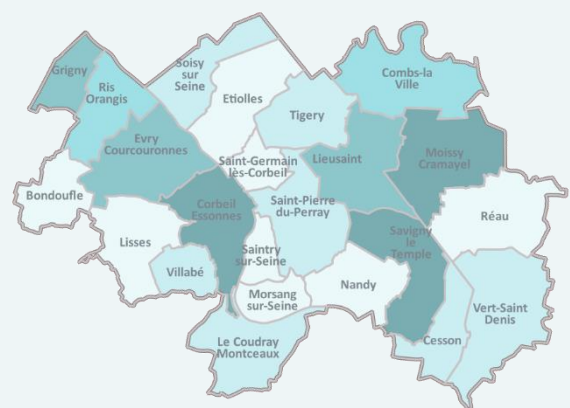 Grigny
Ris
Orangis
Soisy
sur
Seine
Etiolles
Tigery
Combs-la
Ville
Evry
Courcouronnes
Saint-Germain
lès-Corbeil
Lieusaint
Moissy
Cramayel
Bondoufle
Corbeil
Essonnes
Saint-Pierre
du-Perray
Réau
Lisses
Saintry
sur-Seine
Savigny
le
Temple
Villabé
Nandy
Morsang
sur-Seine
Vert-Saint
Denis
Cesson
Le Coudray
Montceaux